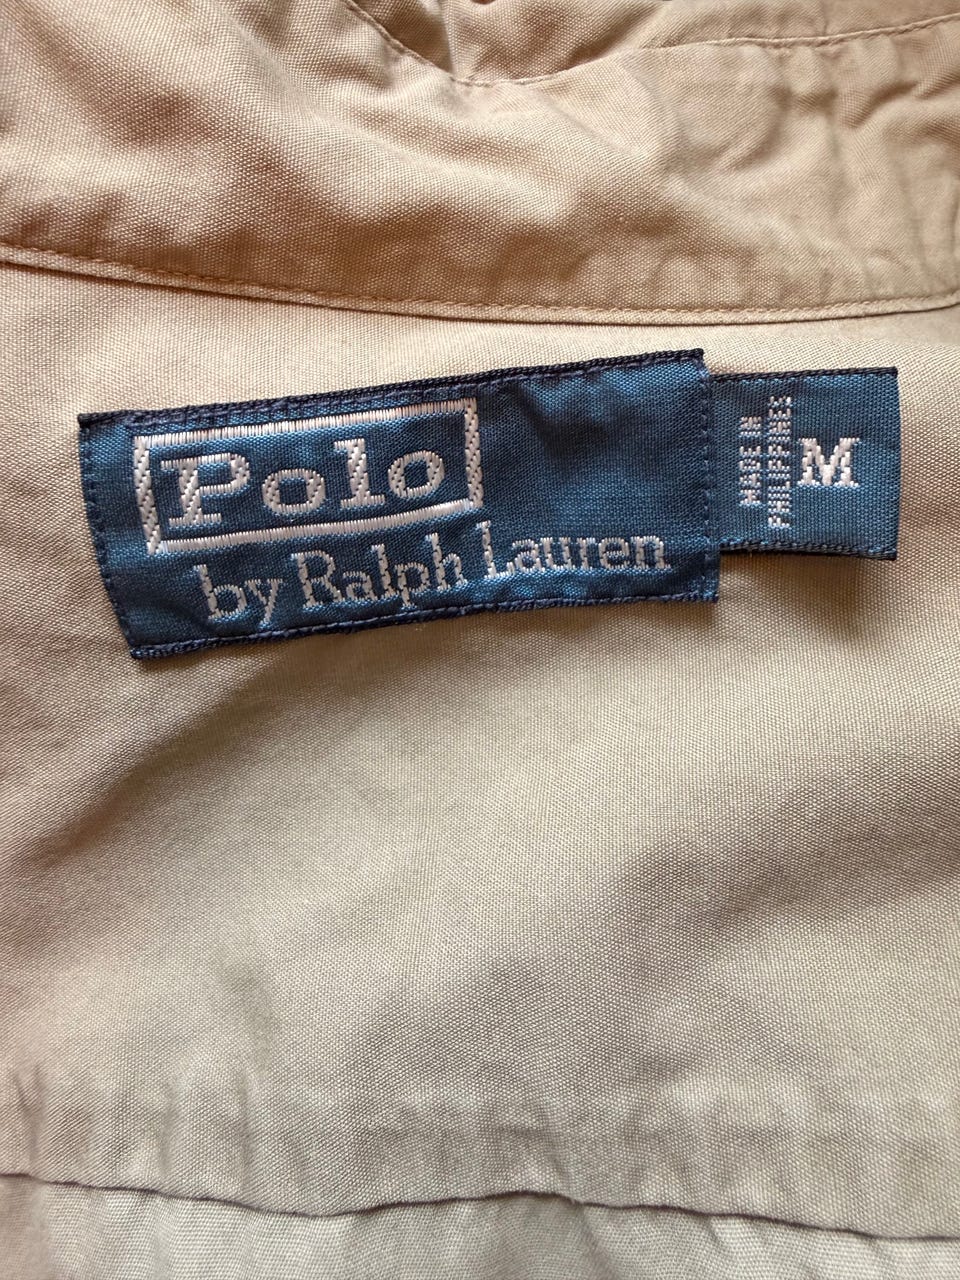 Polo
by Ralph Lauren
MADE IN
PHILIPPINES
M